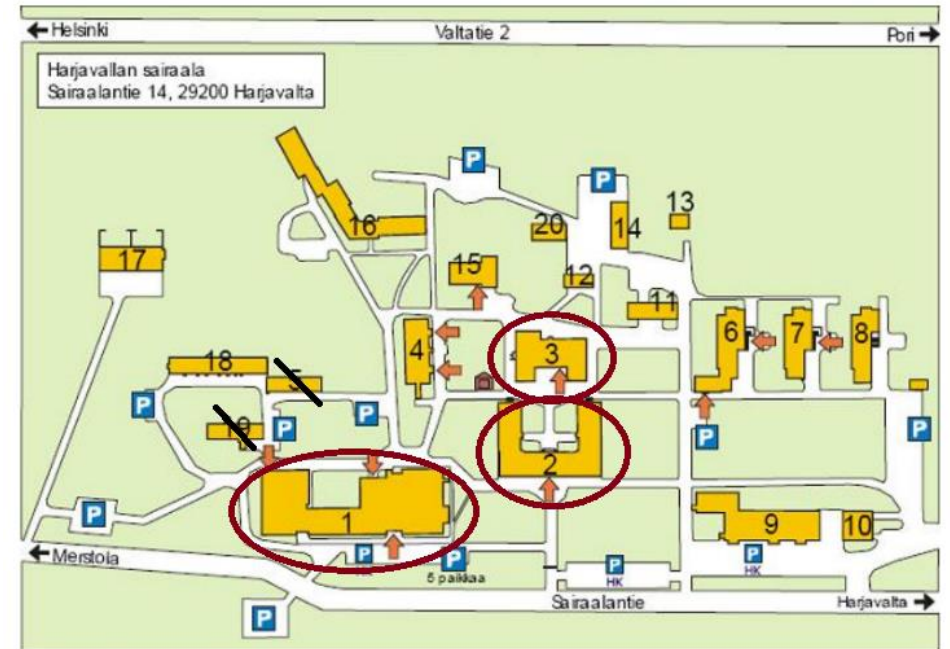 ← Helsinki
Valtatie 2
Pori →
Harjavallan sairaala
Sairaalantie 14, 29200 Harjavalta
P
P
13
16
20
14
17
15
12
11
6
7
8
4
3
18
5
P
P
19
P
P
P
2
1
P
9
10
← Merstola
P
HK
P
5 paikkaa
P
HK
P
HK
Sairaalantie
Harjavalta →
P